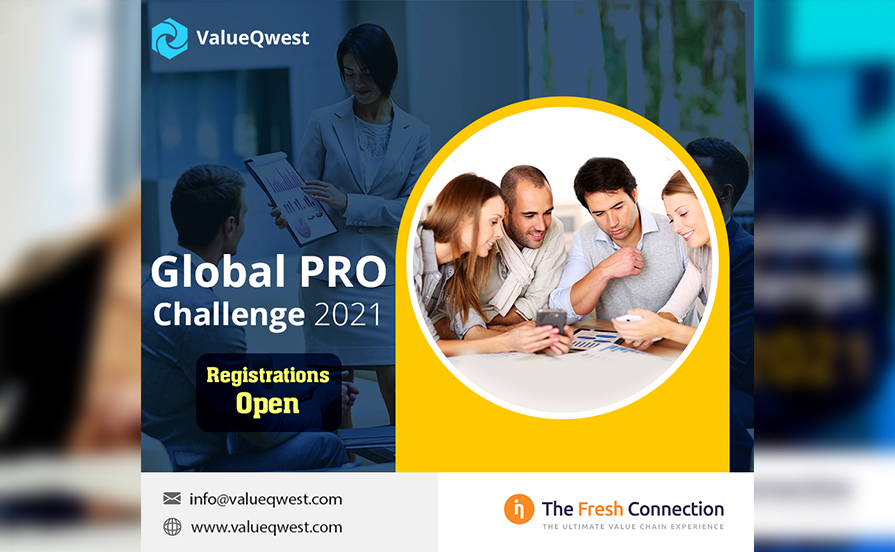 ValueQwest
Global PRO
Challenge 2021
Registrations
Open
info@valueqwest.com
www.valueqwest.com
The Fresh Connection
THE ULTIMATE VALUE CHAIN EXPERIENCE